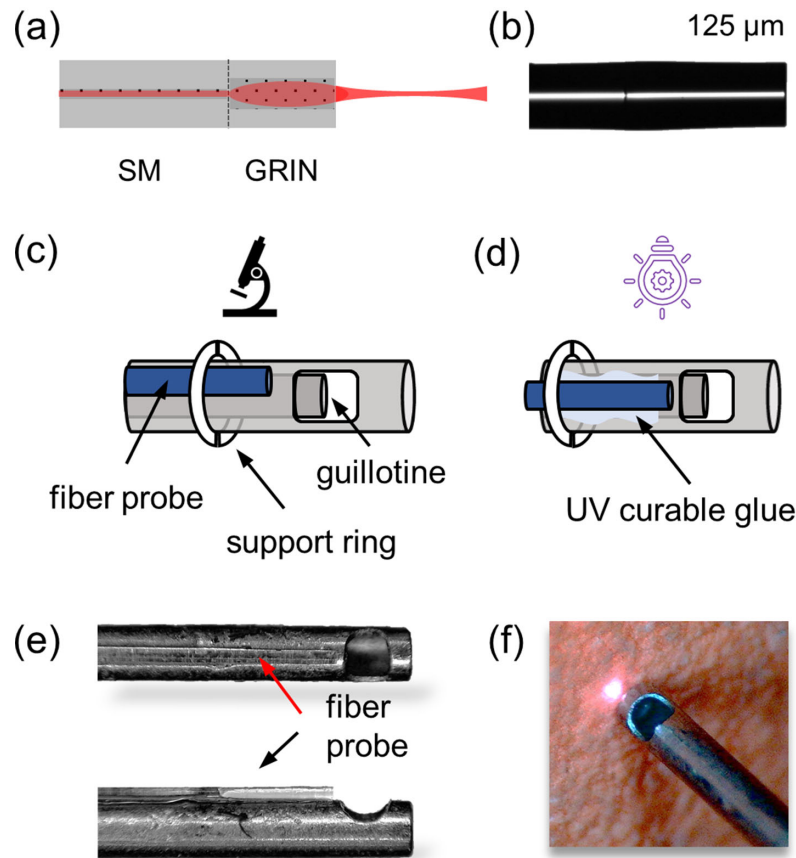 (a)
(b)
125 µm
SM
GRIN
(c)
(d)
fiber probe
guillotine
support ring
UV curable glue
(e)
(f)
fiber
probe